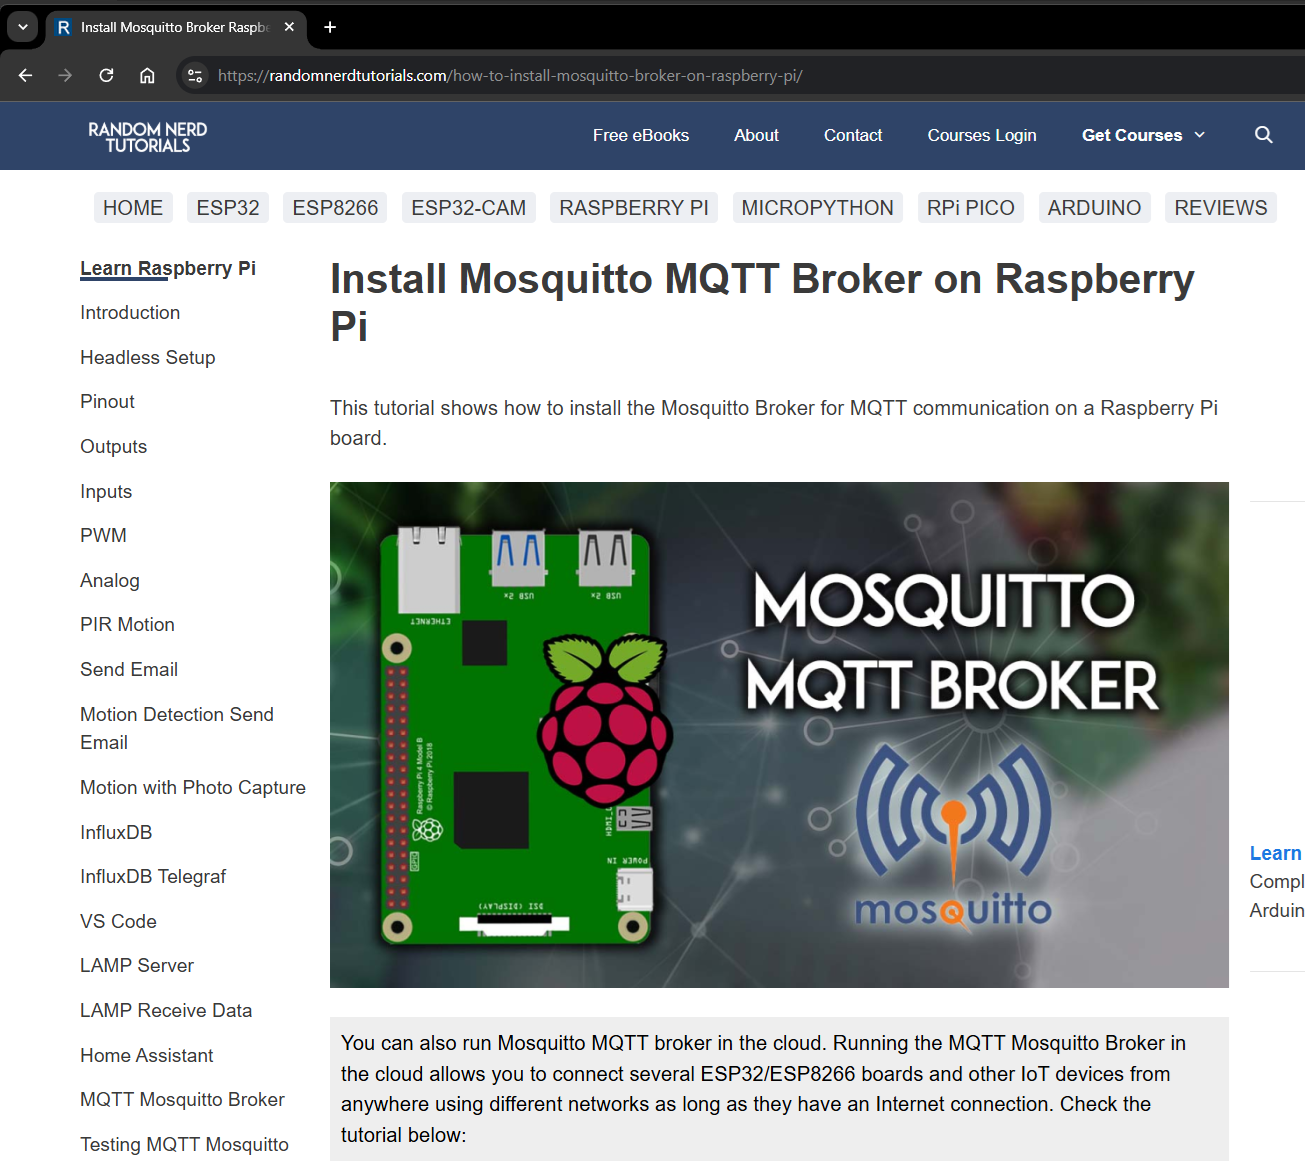 Install Mosquitto Broker Raspbe
https://randomnerdtutorials.com/how-to-install-mosquitto-broker-on-raspberry-pi/
RANDOM NERD
TUTORIALS
Free eBooks About Contact Courses Login Get Courses
HOME ESP32 ESP8266 ESP32-CAM RASPBERRY PI MICROPYTHON RPi PICO ARDUINO REVIEWS
Learn Raspberry Pi
Introduction
Headless Setup
Pinout
Outputs
Inputs
PWM
Analog
PIR Motion
Send Email
Motion Detection Send
Email
Motion with Photo Capture
InfluxDB
InfluxDB Telegraf
VS Code
LAMP Server
LAMP Receive Data
Home Assistant
MQTT Mosquitto Broker
Testing MQTT Mosquitto
Install Mosquitto MQTT Broker on Raspberry
Pi
This tutorial shows how to install the Mosquitto Broker for MQTT communication on a Raspberry Pi
board.
USB 2x
USB 2x
ETHERNET
Raspberry Pi 4 Model B
© Raspberry Pi 2018
GPIO
POWER IN
DSI (DISPLAY)
MOSQUITTO
MQTT BROKER
mosquitto
You can also run Mosquitto MQTT broker in the cloud. Running the MQTT Mosquitto Broker in
the cloud allows you to connect several ESP32/ESP8266 boards and other IoT devices from
anywhere using different networks as long as they have an Internet connection. Check the
tutorial below:
Learn
Compl
Arduin